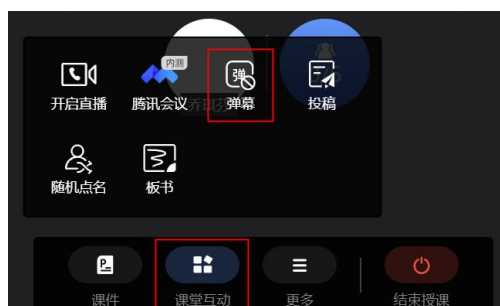 内测
弹
开启直播 腾讯会议 弹幕 投稿
随机点名 板书
课件 课堂互动 更多 结束授课